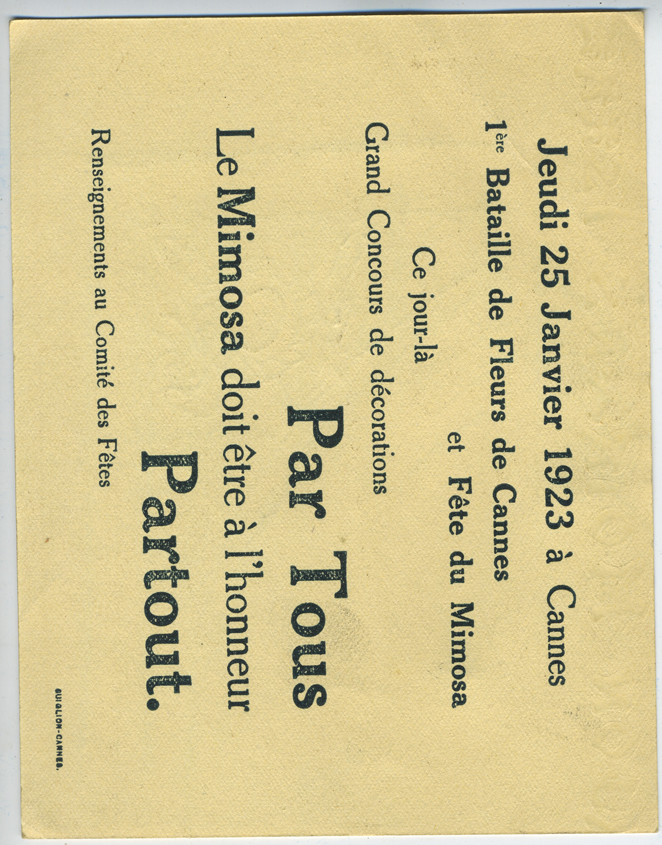 Jeudi 25 Janvier 1923 à Cannes
1ère Bataille de Fleurs de Cannes
et Fête du Mimosa
Ce jour-là
Grand Concours de décorations
Par Tous
Le Mimosa doit être à l'honneur
Partout.
Renseignements au Comité des Fêtes
GUIGLION-CANNES.